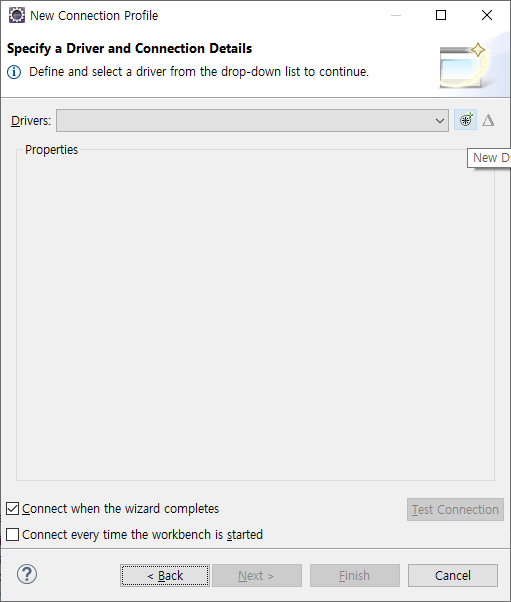 New Connection Profile
Specify a Driver and Connection Details
Define and select a driver from the drop-down list to continue.
Drivers:
New D
Properties
Connect when the wizard completes
Test Connection
Connect every time the workbench is started
< Back
Next >
Finish
Cancel